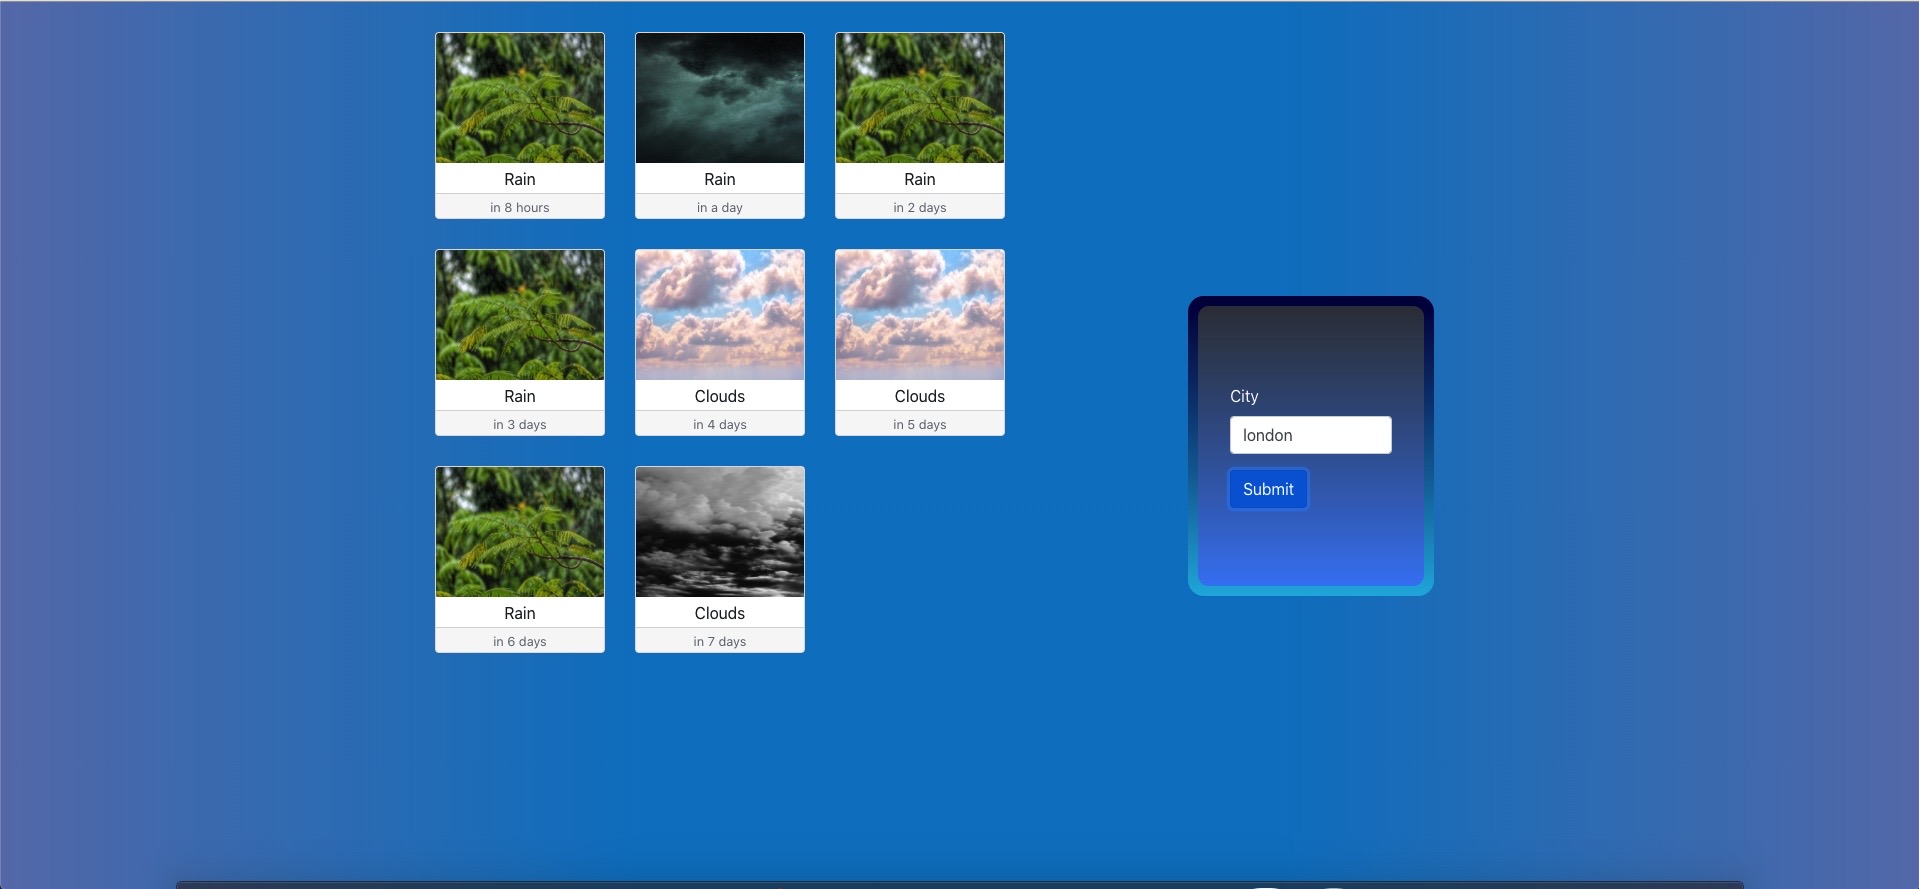 Rain
in 8 hours
Rain
in a day
Rain
in 2 days
Rain
in 3 days
Clouds
in 4 days
Clouds
in 5 days
Rain
in 6 days
Clouds
in 7 days
City
london
Submit